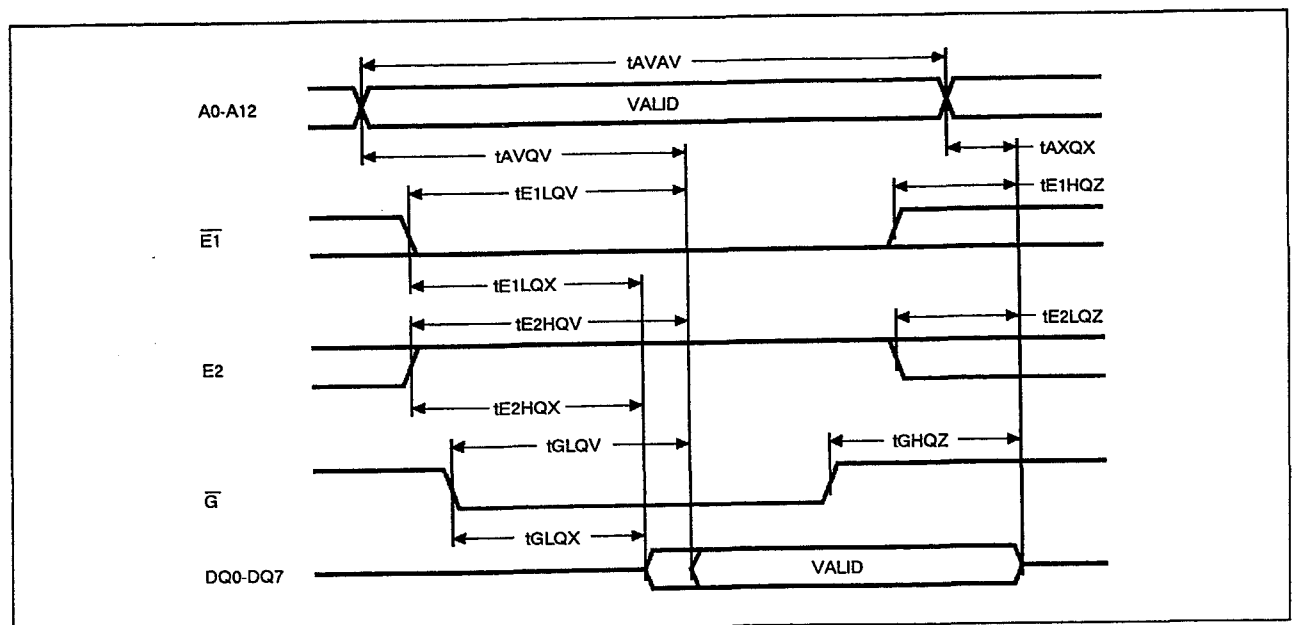 tAVAV
A0-A12
VALID
tAVQV
tAXQX
tE1LQV
tE1HQZ
E1
tE1LQX
tE2HQV
tE2LQZ
E2
tE2HQX
tGLQV
tGHQZ
G
tGLQX
DQ0-DQ7
VALID